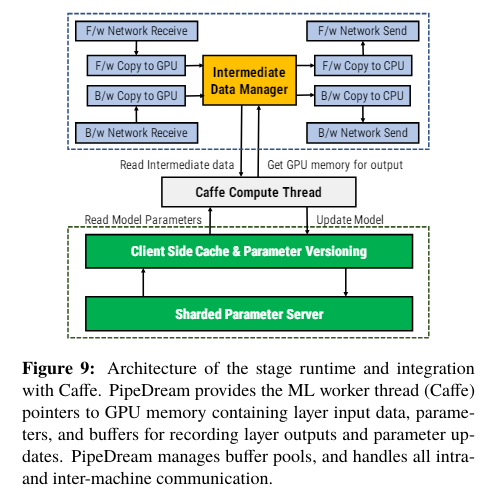 F/w Network Receive
F/w Network Send
F/w Copy to GPU
Intermediate
Data Manager
F/w Copy to CPU
B/w Copy to GPU
B/w Copy to CPU
B/w Network Receive
B/w Network Send
Read Intermediate data
Get GPU memory for output
Caffe Compute Thread
Read Model Parameters
Update Model
Client Side Cache & Parameter Versioning
Sharded Parameter Server
Figure 9: Architecture of the stage runtime and integration
with Caffe. PipeDream provides the ML worker thread (Caffe)
pointers to GPU memory containing layer input data, parame-
ters, and buffers for recording layer outputs and parameter up-
dates. PipeDream manages buffer pools, and handles all intra-
and inter-machine communication.